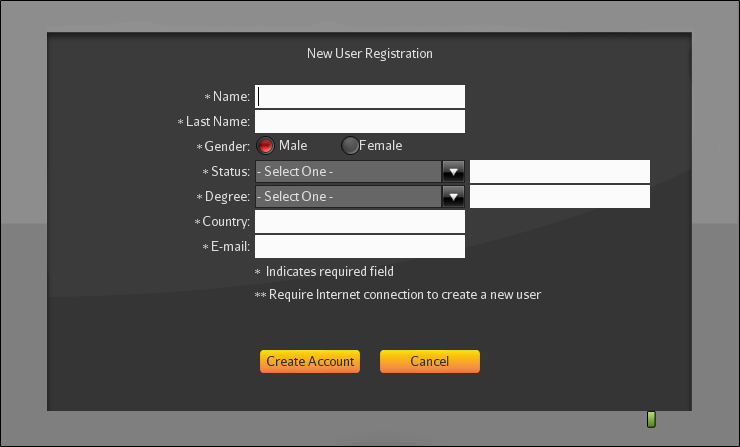 New User Registration
* Name:
* Last Name:
* Gender: Male Female
* Status: - Select One -
* Degree: - Select One -
* Country:
* E-mail:
* Indicates required field
** Require Internet connection to create a new user
Create Account Cancel